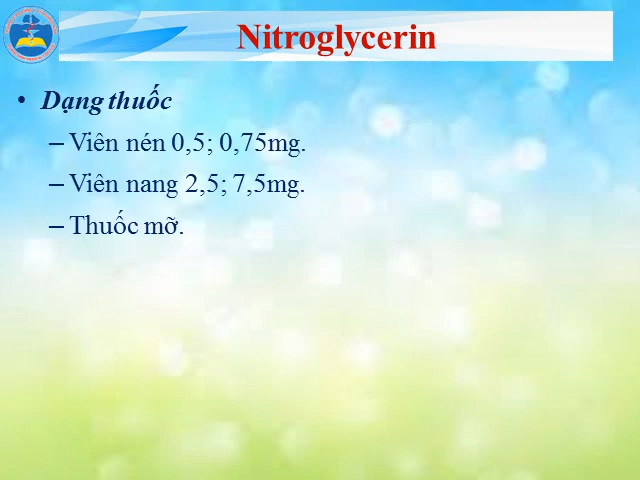 Nitroglycerin
• Dạng thuốc
– Viên nén 0,5; 0,75mg.
– Viên nang 2,5; 7,5mg.
– Thuốc mỡ.